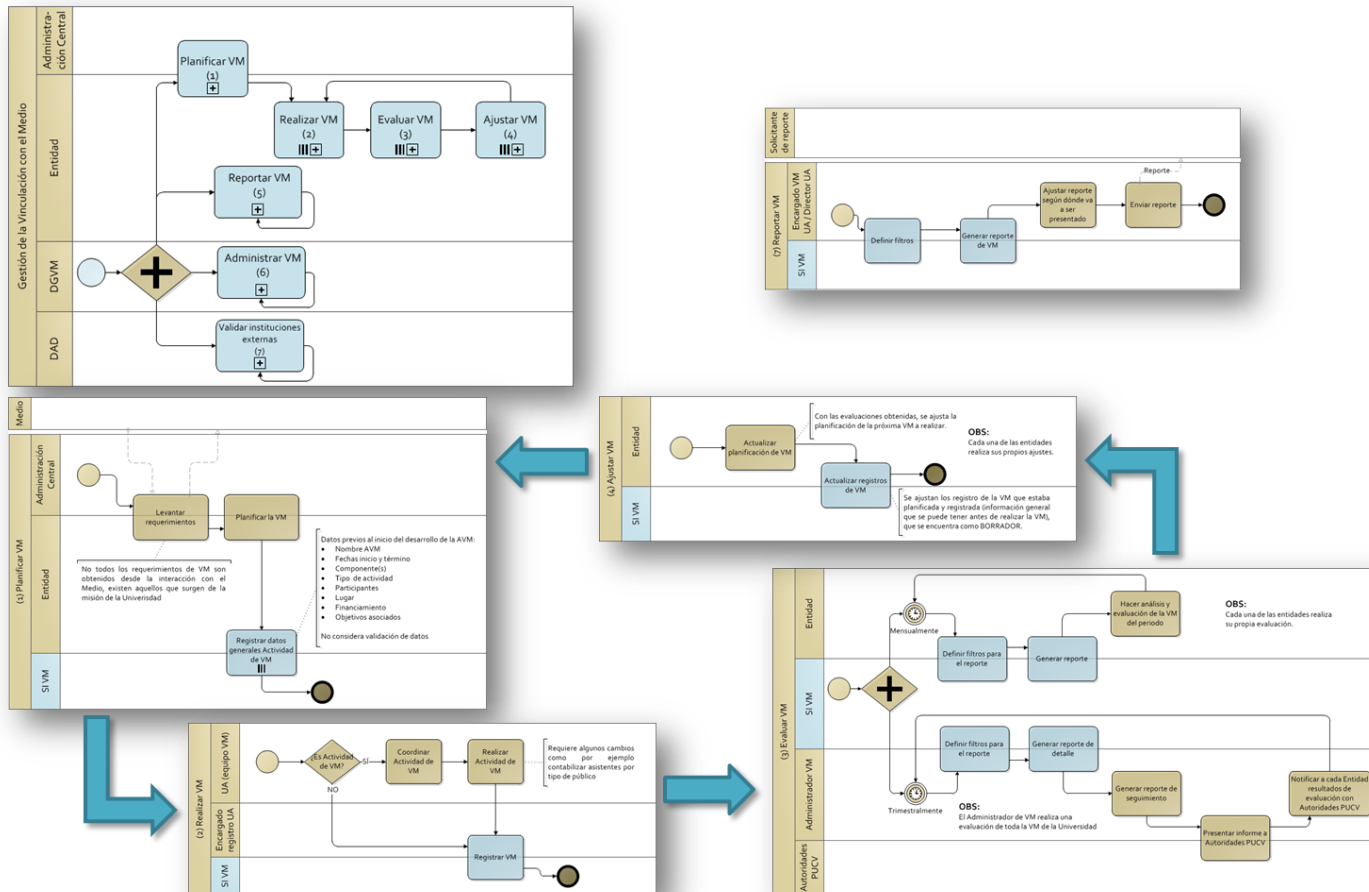 Gestión de la Vinculación con el Medio
Administra-
ción Central
Entidad
DGVM
DAD
Planificar VM
(1)
Realizar VM
(2)
Evaluar VM
(3)
Ajustar VM
(4)
Reportar VM
(5)
Administrar VM
(6)
Validar instituciones
externas
(7)
Solicitante
de reporte
(7) Reportar VM
Encargado VM
UA / Director UA
SI VM
Reporte
Definir filtros
Generar reporte
de VM
Ajustar reporte
según dónde va
a ser
presentado
Enviar reporte
Medio
(1) Planificar VM
Administración
Central
Entidad
SI VM
Levantar
requerimientos
Planificar la VM
No todos los requerimientos de VM son
obtenidos desde la interacción con el
Medio, existen aquellos que surgen de la
misión de la Univerisdad
Datos previos al inicio del desarrollo de la AVM:
• Nombre AVM
• Fechas inicio y término
• Componente(s)
• Tipo de actividad
• Participantes
• Lugar
• Financiamiento
• Objetivos asociados
No considera validación de datos
Registrar datos
generales Actividad
de VM
(4) Ajustar VM
Entidad
SI VM
Actualizar
planificación de VM
Con las evaluaciones obtenidas, se ajusta la
planificación de la próxima VM a realizar.
OBS:
Cada una de las entidades
realiza sus propios ajustes.
Actualizar registros
de VM
Se ajustan los registro de la VM que estaba
planificada y registrada (información general
que se puede tener antes de realizar la VM),
que se encuentra como BORRADOR.
(2) Realizar VM
UA (equipo VM)
Encargado
registro UA
SI VM
¿Es Actividad
de VM?
SÍ
NO
Coordinar
Actividad de
VM
Realizar
Actividad de
VM
Requiere algunos cambios
como por ejemplo
contabilizar asistentes por
tipo de público
Registrar VM
(3) Evaluar VM
Entidad
SI VM
Administrador VM
Autoridades
PUCV
Mensualmente
Definir filtros para
el reporte
Generar reporte
Hacer análisis y
evaluación de la VM
del periodo
OBS:
Cada una de las entidades realiza
su propia evaluación.
Trimestralmente
Definir filtros para
el reporte
Generar reporte de
detalle
OBS:
El Administrador de VM realiza una
evaluación de toda la VM de la Universidad
Generar reporte de
seguimiento
Presentar informe a
Autoridades PUCV
Notificar a cada Entidad
resultados de
evaluación con
Autoridades PUCV